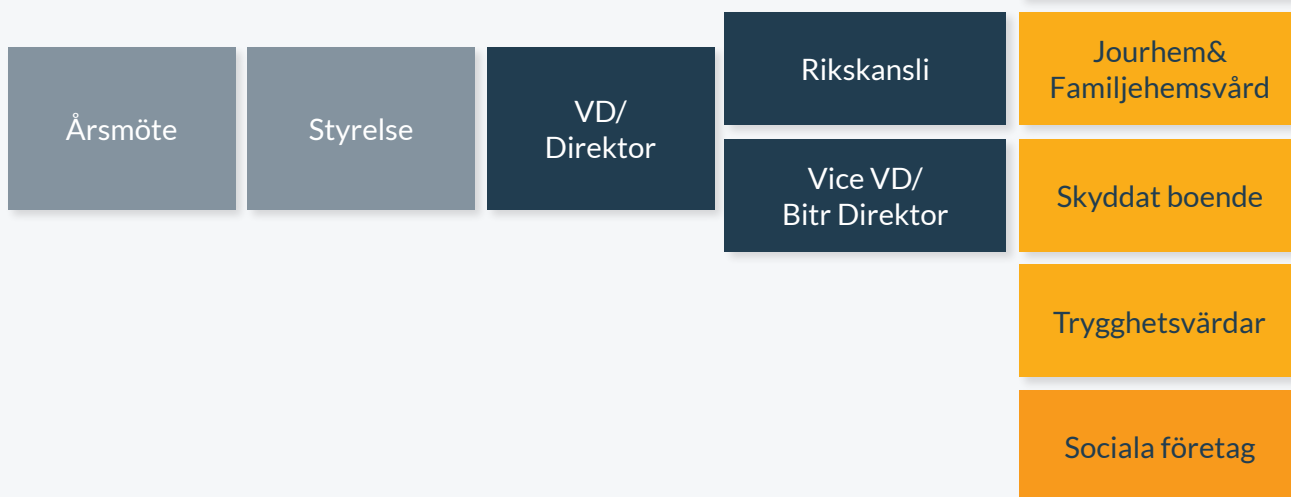 Årsmöte
Styrelse
VD/
Direktor
Rikskansli
Vice VD/
Bitr Direktor
Jourhem&
Familjehemsvård
Skyddat boende
Trygghetsvärdar
Sociala företag